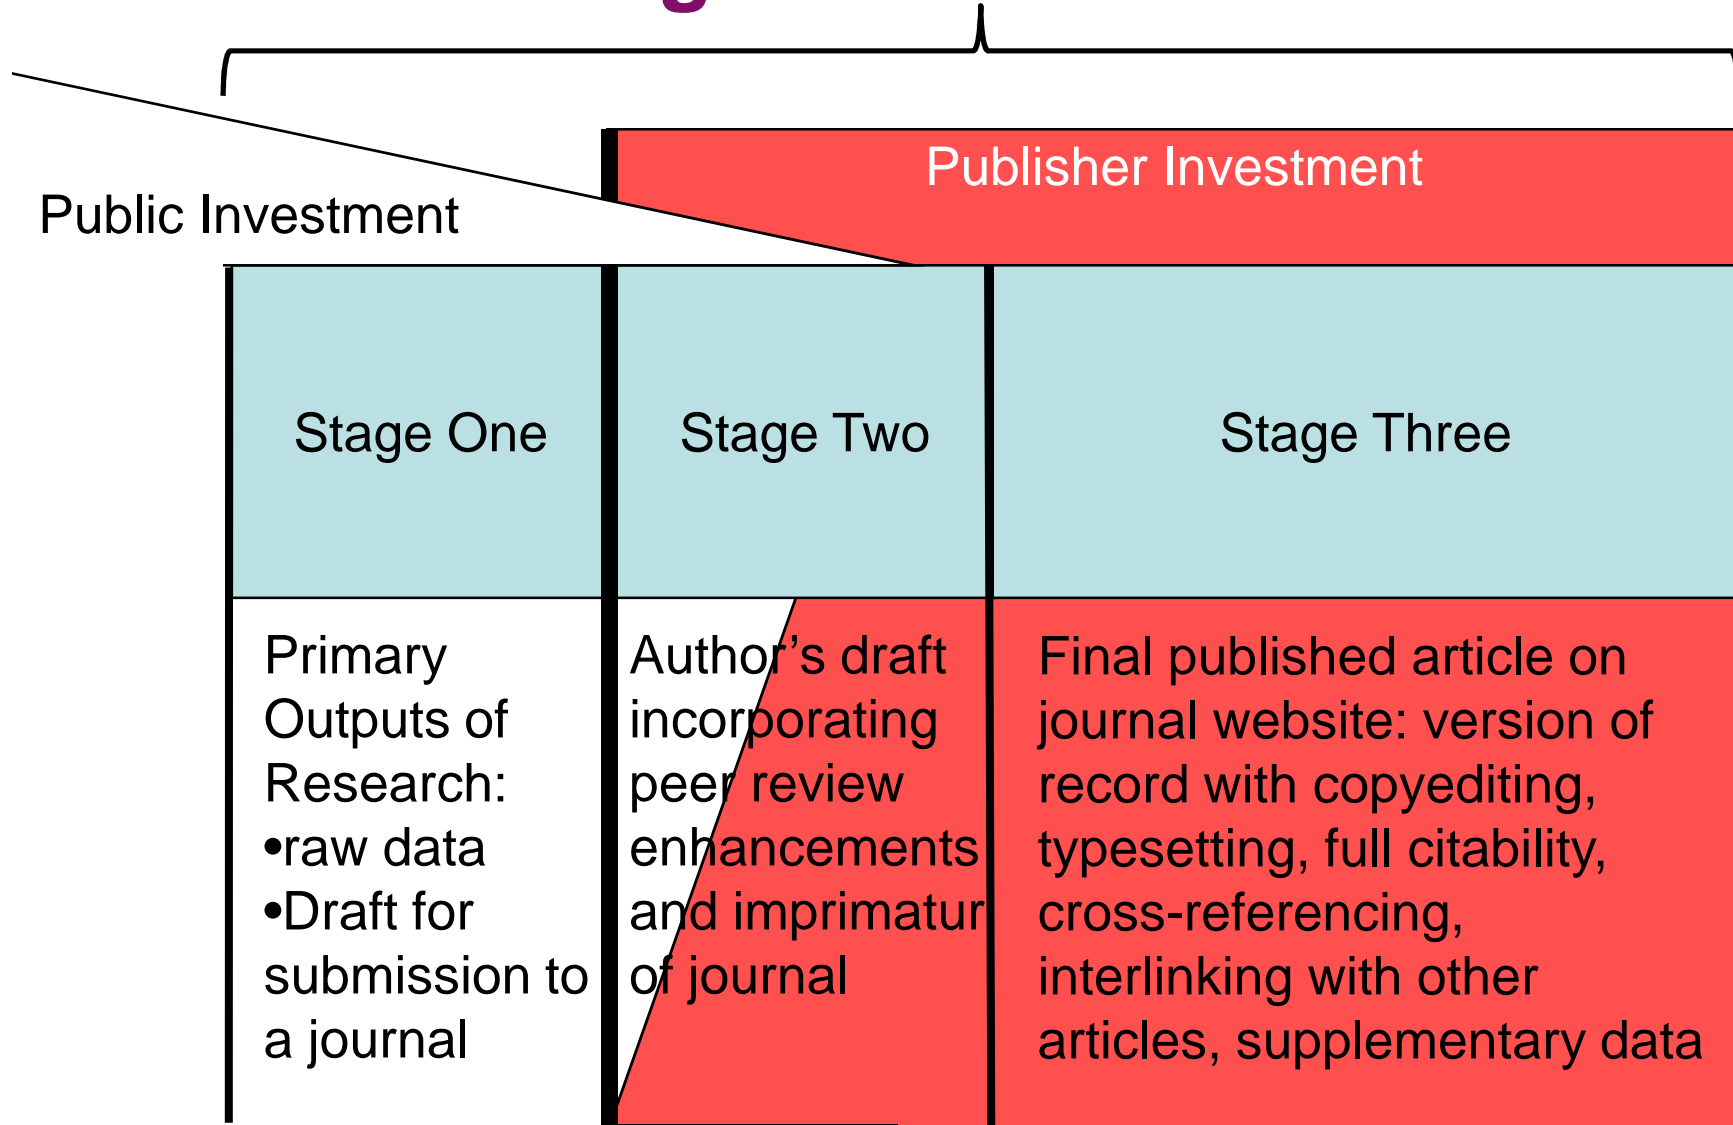 Publisher Investment
Public Investment
Stage One
Stage Two
Stage Three
Primary
Outputs of
Research:
•raw data
•Draft for
submission to
a journal
Author’s draft
incorporating
peer review
enhancements
and imprimatur
of journal
Final published article on
journal website: version of
record with copyediting,
typesetting, full citability,
cross-referencing,
interlinking with other
articles, supplementary data